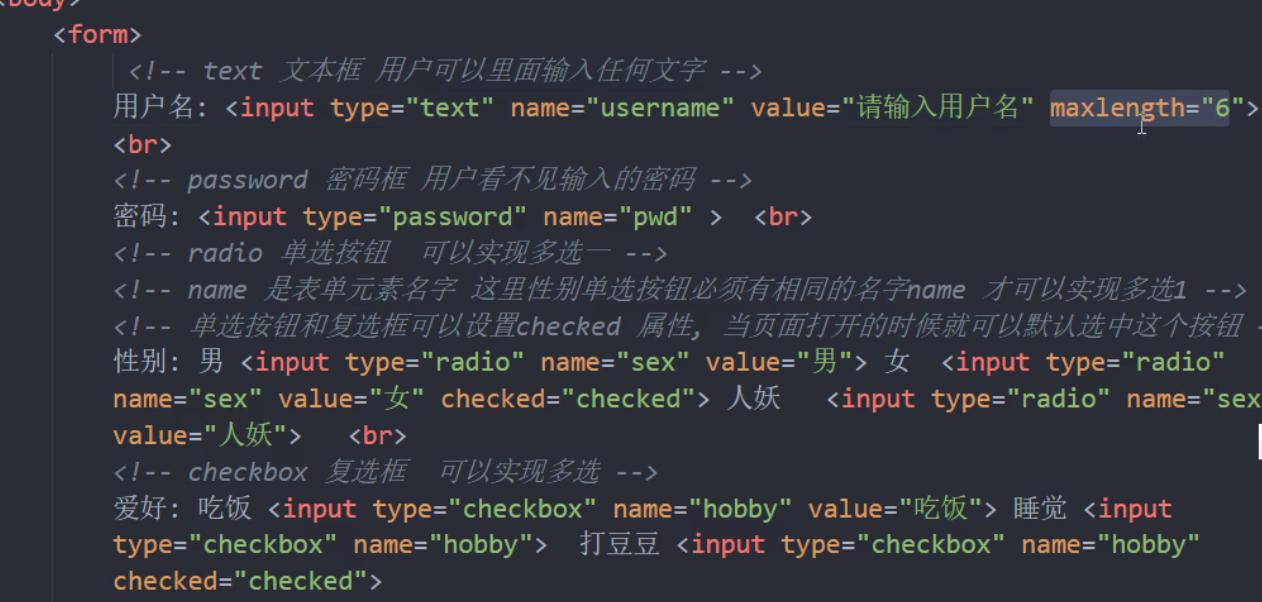 <body>
<form>
<!-- text 文本框 用户可以里面输入任何文字 -->
用户名: <input type="text" name="username" value="请输入用户名" maxlength="6">
<br>
<!-- password 密码框 用户看不见输入的密码 -->
密码: <input type="password" name="pwd" > <br>
<!-- radio 单选按钮 可以实现多选一 -->
<!-- name 是表单元素名字 这里性别单选按钮必须有相同的名字name 才可以实现多选1 -->
<!-- 单选按钮和复选框可以设置checked 属性, 当页面打开的时候就可以默认选中这个按钮 -
性别: 男 <input type="radio" name="sex" value="男"> 女 <input type="radio"
name="sex" value="女" checked="checked"> 人妖 <input type="radio" name="sex
value="人妖"> <br>
<!-- checkbox 复选框 可以实现多选 -->
爱好: 吃饭 <input type="checkbox" name="hobby" value="吃饭"> 睡觉 <input
type="checkbox" name="hobby"> 打豆豆 <input type="checkbox" name="hobby"
checked="checked">